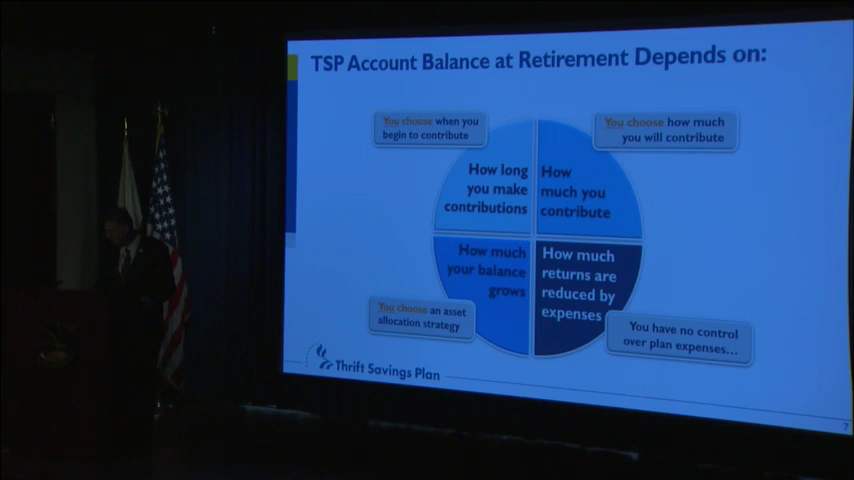 TSP Account Balance at Retirement Depends on:
You choose when you
begin to contribute
You choose how much
you will contribute
How long
you make
contributions
How
much you
contribute
How much
your balance
grows
How much
returns are
reduced by
expenses
You choose an asset
allocation strategy
You have no control
over plan expenses...
Thrift Savings Plan
7